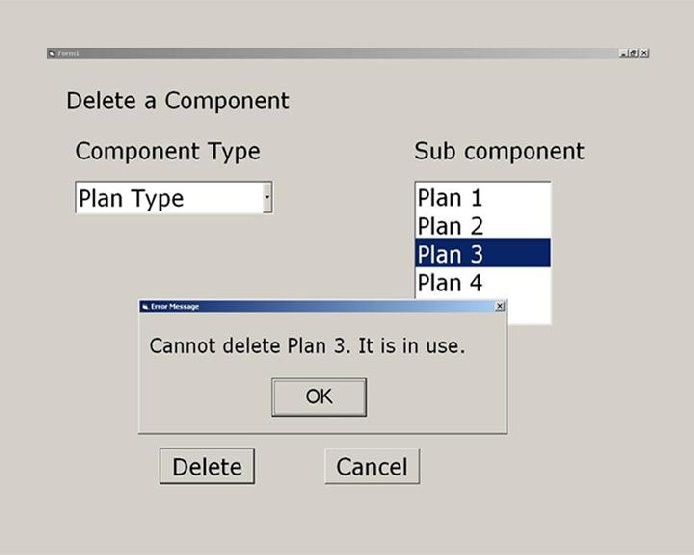 Form1
Delete a Component
Component Type
Sub component
Plan Type
Plan 1
Plan 2
Plan 3
Plan 4
Error Message
Cannot delete Plan 3. It is in use.
OK
Delete
Cancel